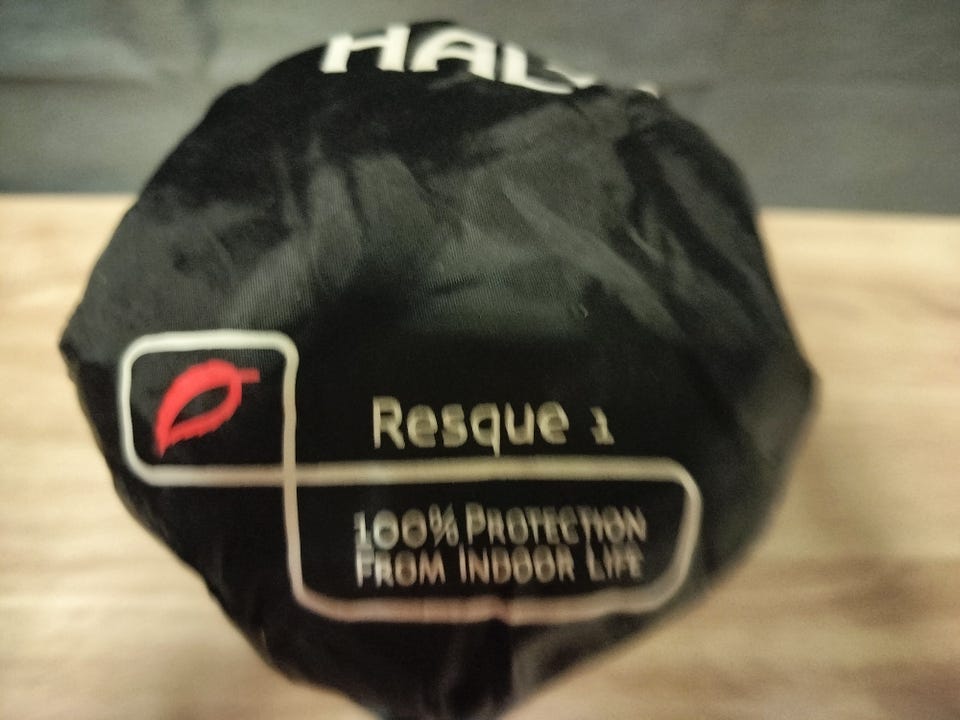 Resque 1
100% PROTECTION
FROM INDOOR LIFE